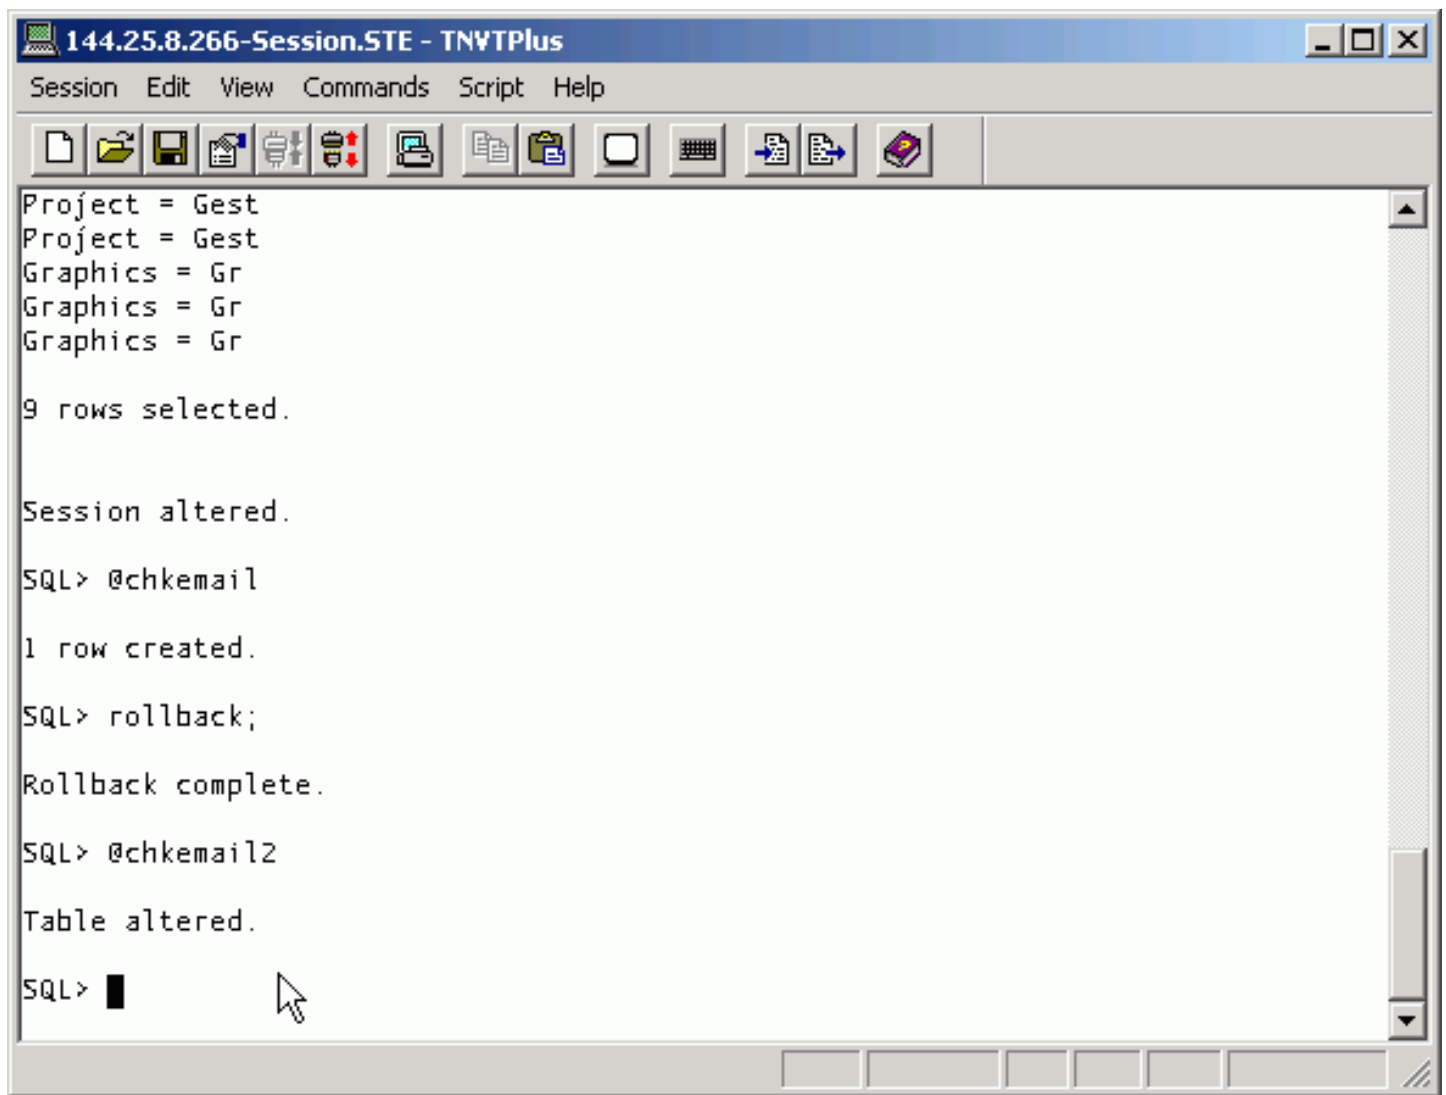 144.25.8.266-Session.STE - TNVTPlus
Session Edit View Commands Script Help
Project = Gest
Project = Gest
Graphics = Gr
Graphics = Gr
Graphics = Gr
9 rows selected.
Session altered.
SQL> @chkemail
1 row created.
SQL> rollback;
Rollback complete.
SQL> @chkemail2
Table altered.
SQL>